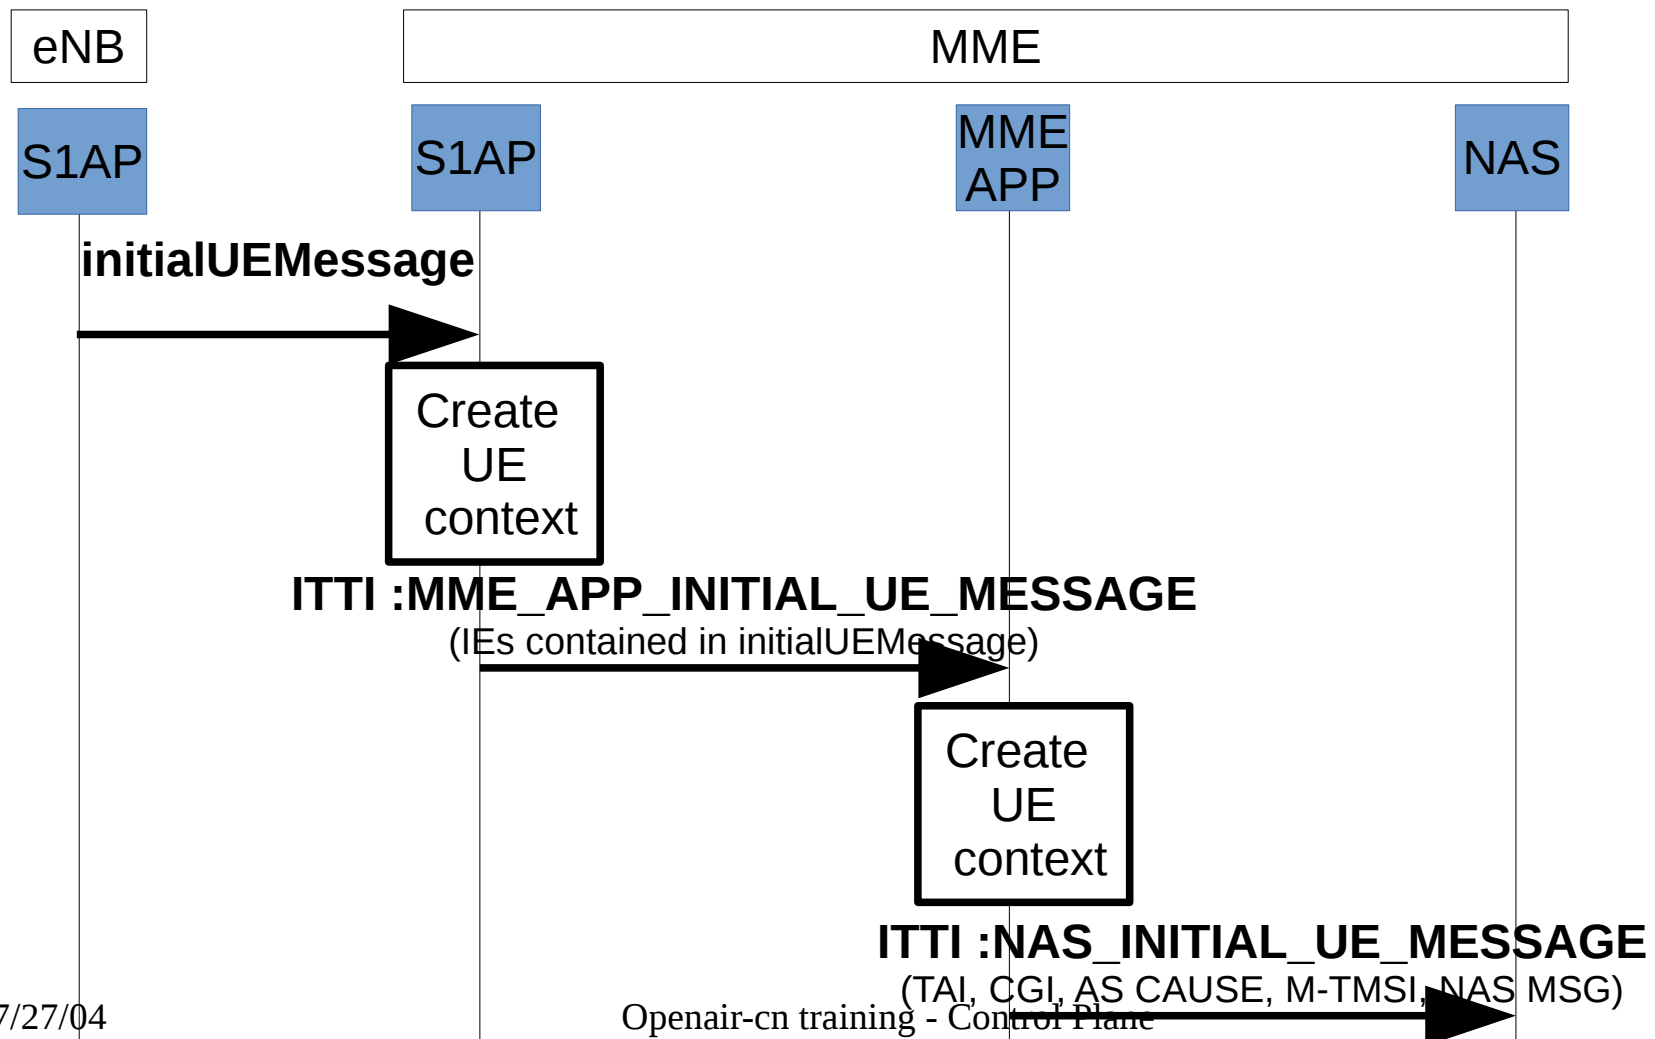 eNB
MME
S1AP
S1AP
MME
APP
NAS
initialUEMessage
Create
UE
context
ITTI :MME_APP_INITIAL_UE_MESSAGE
(IEs contained in initialUEMessage)
Create
UE
context
ITTI :NAS_INITIAL_UE_MESSAGE
(TAI, CGI, AS CAUSE, M-TMSI, NAS MSG)
7/27/04
Openair-cn training - Control Plane